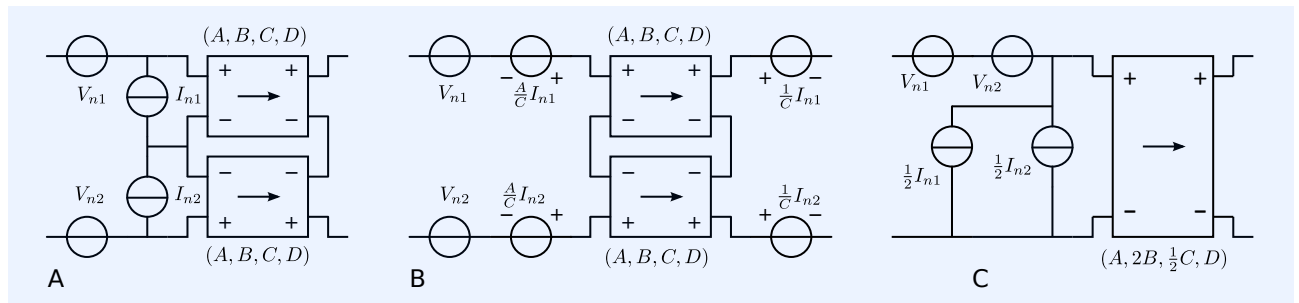 (A, B, C, D)
V_{n1}
I_{n1}
+ +
− −
− −
+ +
V_{n2}
I_{n2}
(A, B, C, D)
A
(A, B, C, D)
V_{n1}
− +
\frac{A}{C}I_{n1}
+ +
− −
+ −
\frac{1}{C}I_{n1}
V_{n2}
\frac{A}{C}I_{n2}
− +
− −
+ +
\frac{1}{C}I_{n2}
+ −
(A, B, C, D)
B
V_{n1}
V_{n2}
\frac{1}{2}I_{n1}
\frac{1}{2}I_{n2}
+ +
− −
(A, 2B, \frac{1}{2}C, D)
C